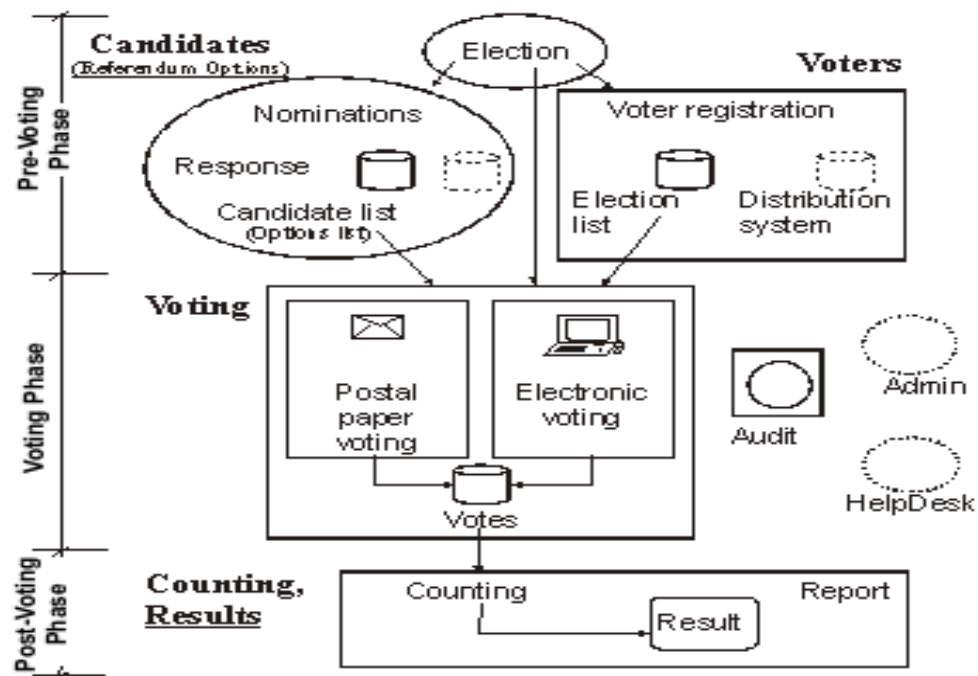 Candidates
(Referendum Options)
Election
Voters
Pre-Voting
Phase
Nominations
Response
Candidate list
(Options list)
Voter registration
Election
list
Distribution
system
Voting Phase
Voting
Postal
paper
voting
Electronic
voting
Votes
Audit
Admin
HelpDesk
Post-Voting
Phase
Counting,
Results
Counting
Result
Report